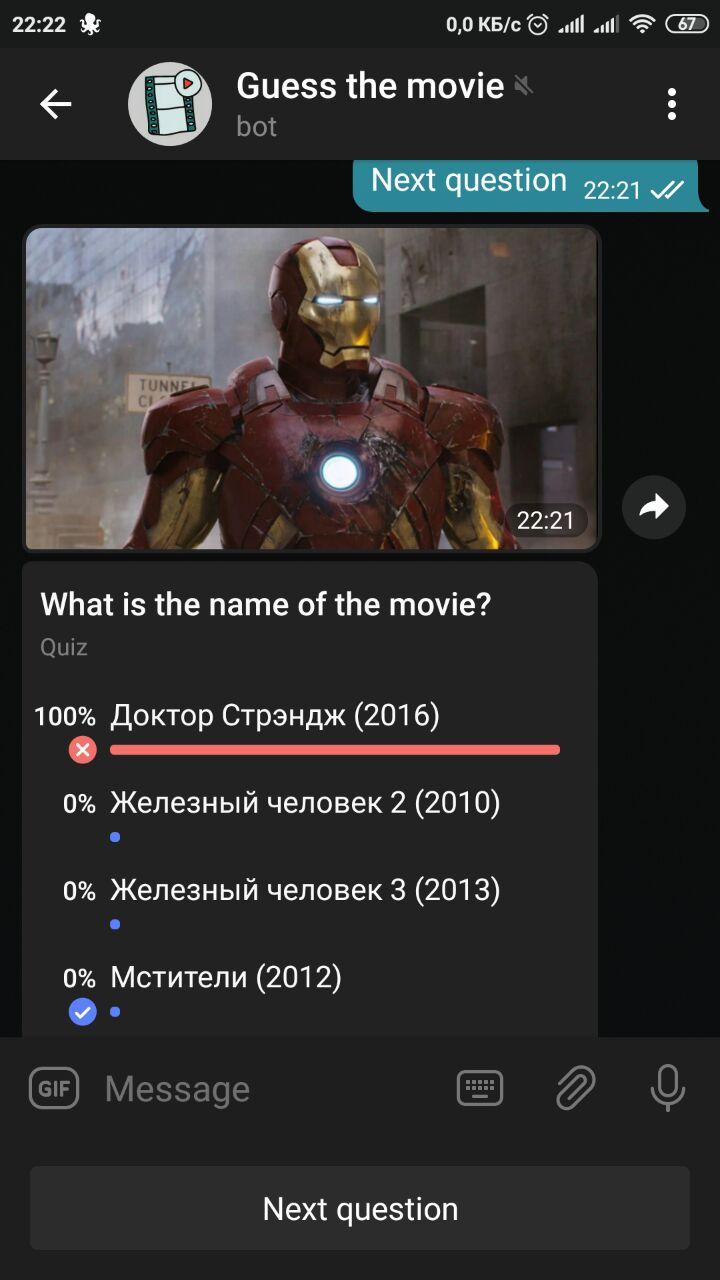 22:22 0,0 КБ/с 67
Guess the movie
bot
Next question 22:21
TUNNEL
22:21
What is the name of the movie?
Quiz
100% Доктор Стрэндж (2016)
0% Железный человек 2 (2010)
0% Железный человек 3 (2013)
0% Мстители (2012)
GIF Message
Next question